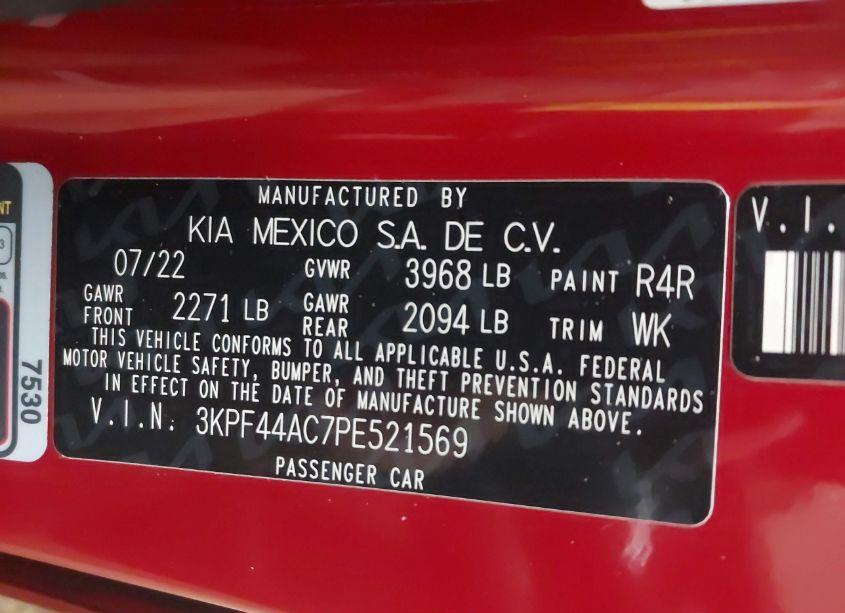 MANUFACTURED BY
KIA MEXICO S.A. DE C.V.
07/22 GVWR 3968 LB PAINT R4R
GAWR FRONT 2271 LB GAWR REAR 2094 LB TRIM WK
THIS VEHICLE CONFORMS TO ALL APPLICABLE U.S.A. FEDERAL
MOTOR VEHICLE SAFETY, BUMPER, AND THEFT PREVENTION STANDARDS
IN EFFECT ON THE DATE OF MANUFACTURE SHOWN ABOVE.
V.I.N. 3KPF44AC7PE521569
PASSENGER CAR
7530
V.I.